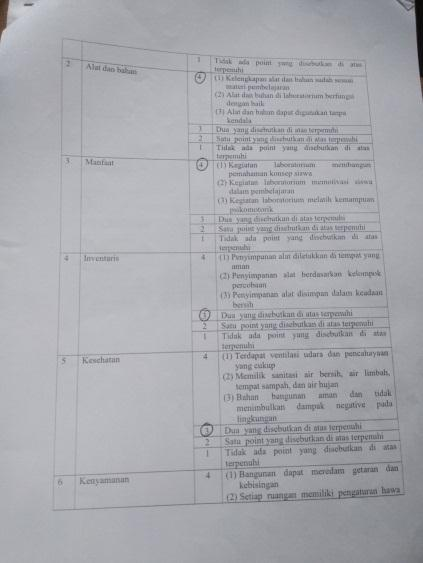 1 Tidak ada point yang disebutkan di atas
terpenuhi
2 Alat dan bahan 4 (1) Kelengkapan alat dan bahan sudah sesuai
materi pembelajaran
(2) Alat dan bahan di laboratorium berfungsi
dengan baik
(3) Alat dan bahan dapat digunakan tanpa
kendala
3 Dua yang disebutkan di atas terpenuhi
2 Satu point yang disebutkan di atas terpenuhi
1 Tidak ada point yang disebutkan di atas
terpenuhi
3 Manfaat 4 (1) Kegiatan laboratorium membangun
pemahaman konsep siswa
(2) Kegiatan laboratorium memotivasi siswa
dalam pembelajaran
(3) Kegiatan laboratorium melatih kemampuan
psikomotorik
3 Dua yang disebutkan di atas terpenuhi
2 Satu point yang disebutkan di atas terpenuhi
1 Tidak ada point yang disebutkan di atas
terpenuhi
4 Inventaris 4 (1) Penyimpanan alat diletakkan di tempat yang
aman
(2) Penyimpanan alat berdasarkan kelompok
percobaan
(3) Penyimpanan alat disimpan dalam keadaan
bersih
3 Dua yang disebutkan di atas terpenuhi
2 Satu point yang disebutkan di atas terpenuhi
1 Tidak ada point yang disebutkan di atas
terpenuhi
5 Kesehatan 4 (1) Terdapat ventilasi udara dan pencahayaan
yang cukup
(2) Memilik sanitasi air bersih, air limbah,
tempat sampah, dan air hujan
(3) Bahan bangunan aman dan tidak
menimbulkan dampak negative pada
lingkungan
3 Dua yang disebutkan di atas terpenuhi
2 Satu point yang disebutkan di atas terpenuhi
1 Tidak ada point yang disebutkan di atas
terpenuhi
6 Kenyamanan 4 (1) Bangunan dapat meredam getaran dan
kebisingan
(2) Setiap ruangan memiliki pengaturan hawa